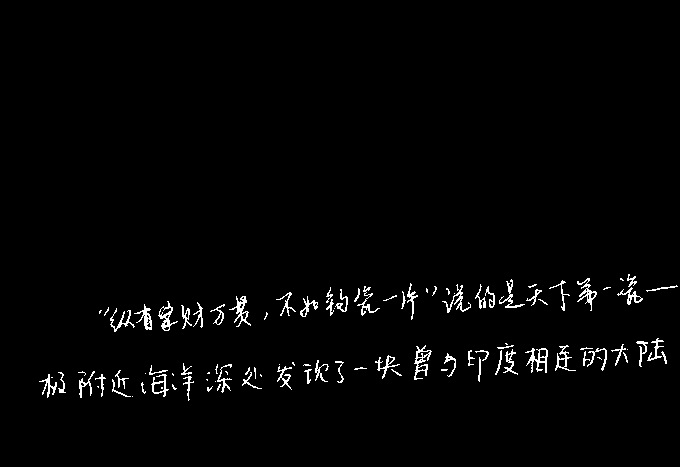 “纵有家财万贯，不如钧瓷一片”说的是天下第一瓷—
极附近海洋深处发现了一块曾与印度相连的大陆